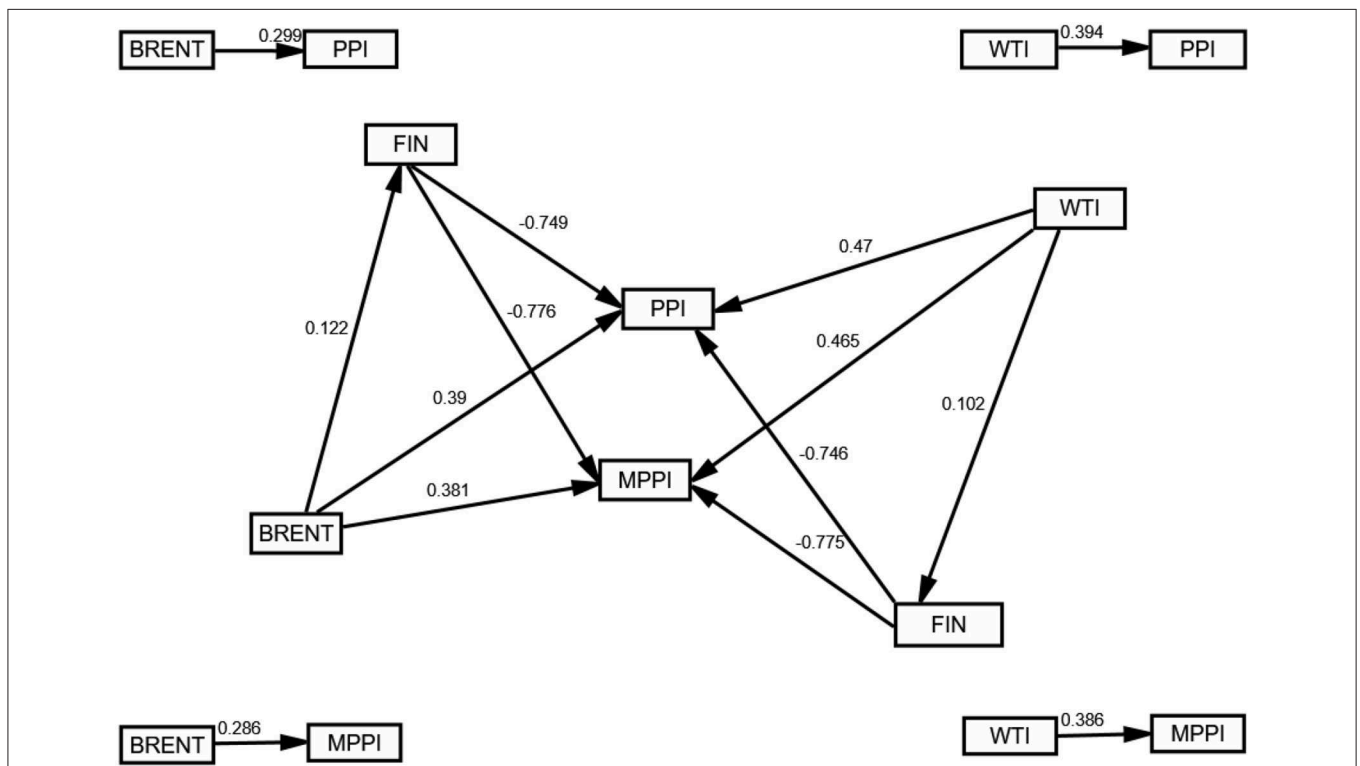 BRENT 0.299 PPI
WTI 0.394 PPI
FIN
WTI
-0.749
0.47
PPI
-0.776
0.122
0.465
0.39
0.102
-0.746
MPPI
0.381
BRENT
-0.775
FIN
BRENT 0.286 MPPI
WTI 0.386 MPPI